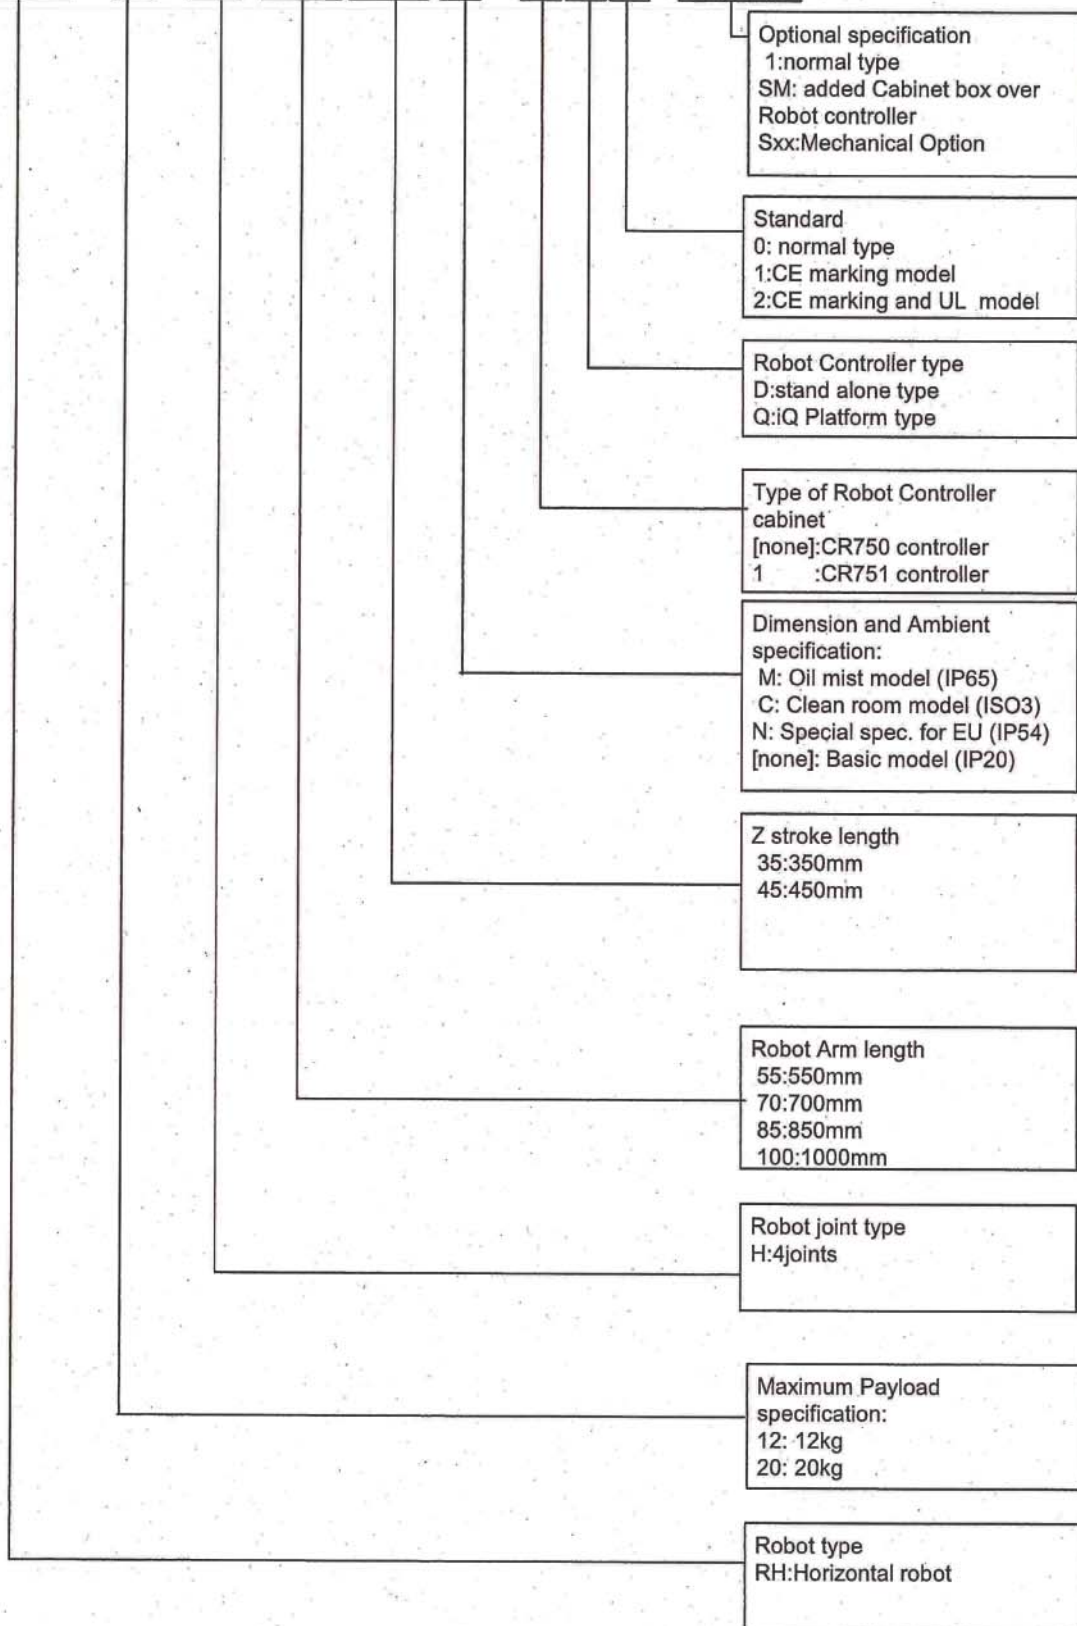 Optional specification
1:normal type
SM: added Cabinet box over
Robot controller
Sxx:Mechanical Option
Standard
0: normal type
1:CE marking model
2:CE marking and UL model
Robot Controller type
D:stand alone type
Q:iQ Platform type
Type of Robot Controller
cabinet
[none]:CR750 controller
1 :CR751 controller
Dimension and Ambient
specification:
M: Oil mist model (IP65)
C: Clean room model (ISO3)
N: Special spec. for EU (IP54)
[none]: Basic model (IP20)
Z stroke length
35:350mm
45:450mm
Robot Arm length
55:550mm
70:700mm
85:850mm
100:1000mm
Robot joint type
H:4joints
Maximum Payload
specification:
12: 12kg
20: 20kg
Robot type
RH:Horizontal robot